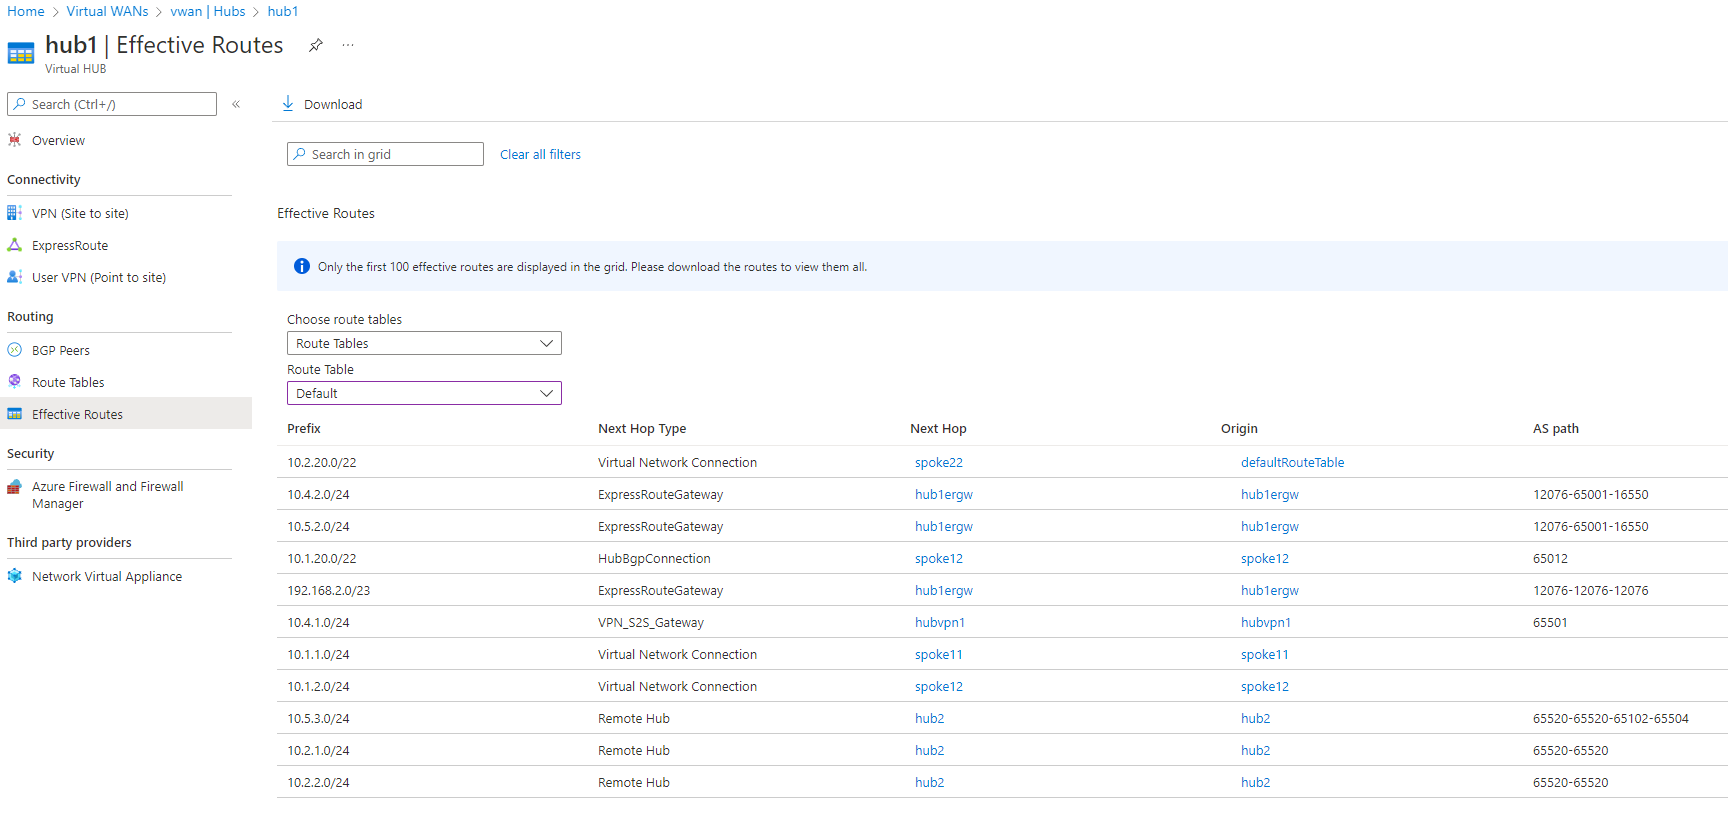 Home > Virtual WANs > vwan | Hubs > hub1
hub1 | Effective Routes ...
Virtual HUB
Search (Ctrl+/) «
Overview
Connectivity
VPN (Site to site)
ExpressRoute
User VPN (Point to site)
Routing
BGP Peers
Route Tables
Effective Routes
Security
Azure Firewall and Firewall
Manager
Third party providers
Network Virtual Appliance
Download
Search in grid Clear all filters
Effective Routes
Only the first 100 effective routes are displayed in the grid. Please download the routes to view them all.
Choose route tables
Route Tables
Route Table
Default
Prefix Next Hop Type Next Hop Origin AS path
10.2.20.0/22 Virtual Network Connection spoke22 defaultRouteTable
10.4.2.0/24 ExpressRouteGateway hub1ergw hub1ergw 12076-65001-16550
10.5.2.0/24 ExpressRouteGateway hub1ergw hub1ergw 12076-65001-16550
10.1.20.0/22 HubBgpConnection spoke12 spoke12 65012
192.168.2.0/23 ExpressRouteGateway hub1ergw hub1ergw 12076-12076-12076
10.4.1.0/24 VPN_S2S_Gateway hubvpn1 hubvpn1 65501
10.1.1.0/24 Virtual Network Connection spoke11 spoke11
10.1.2.0/24 Virtual Network Connection spoke12 spoke12
10.5.3.0/24 Remote Hub hub2 hub2 65520-65520-65102-65504
10.2.1.0/24 Remote Hub hub2 hub2 65520-65520
10.2.2.0/24 Remote Hub hub2 hub2 65520-65520